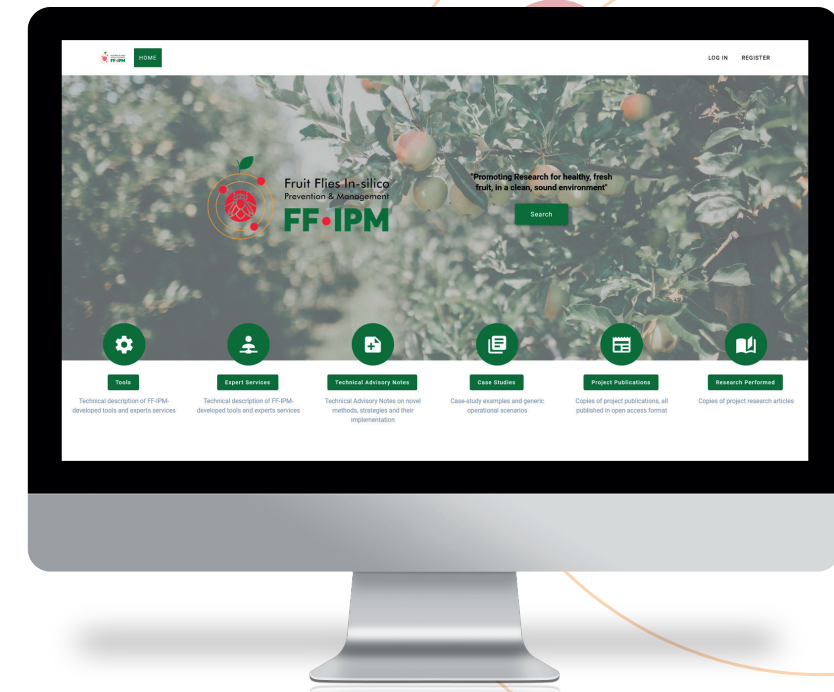 FF•IPM
HOME
LOG IN
REGISTER
Fruit Flies In-silico
Prevention & Management
FF•IPM
"Promoting Research for healthy, fresh
fruit, in a clean, sound environment"
Search
Tools
Technical description of FF-IPM-
developed tools and experts services
Expert Services
Technical description of FF-IPM-
developed tools and experts services
Technical Advisory Notes
Technical Advisory Notes on novel
methods, strategies and their
implementation
Case Studies
Case-study examples and generic
operational scenarios
Project Publications
Copies of project publications, all
published in open access format
Research Performed
Copies of project research articles